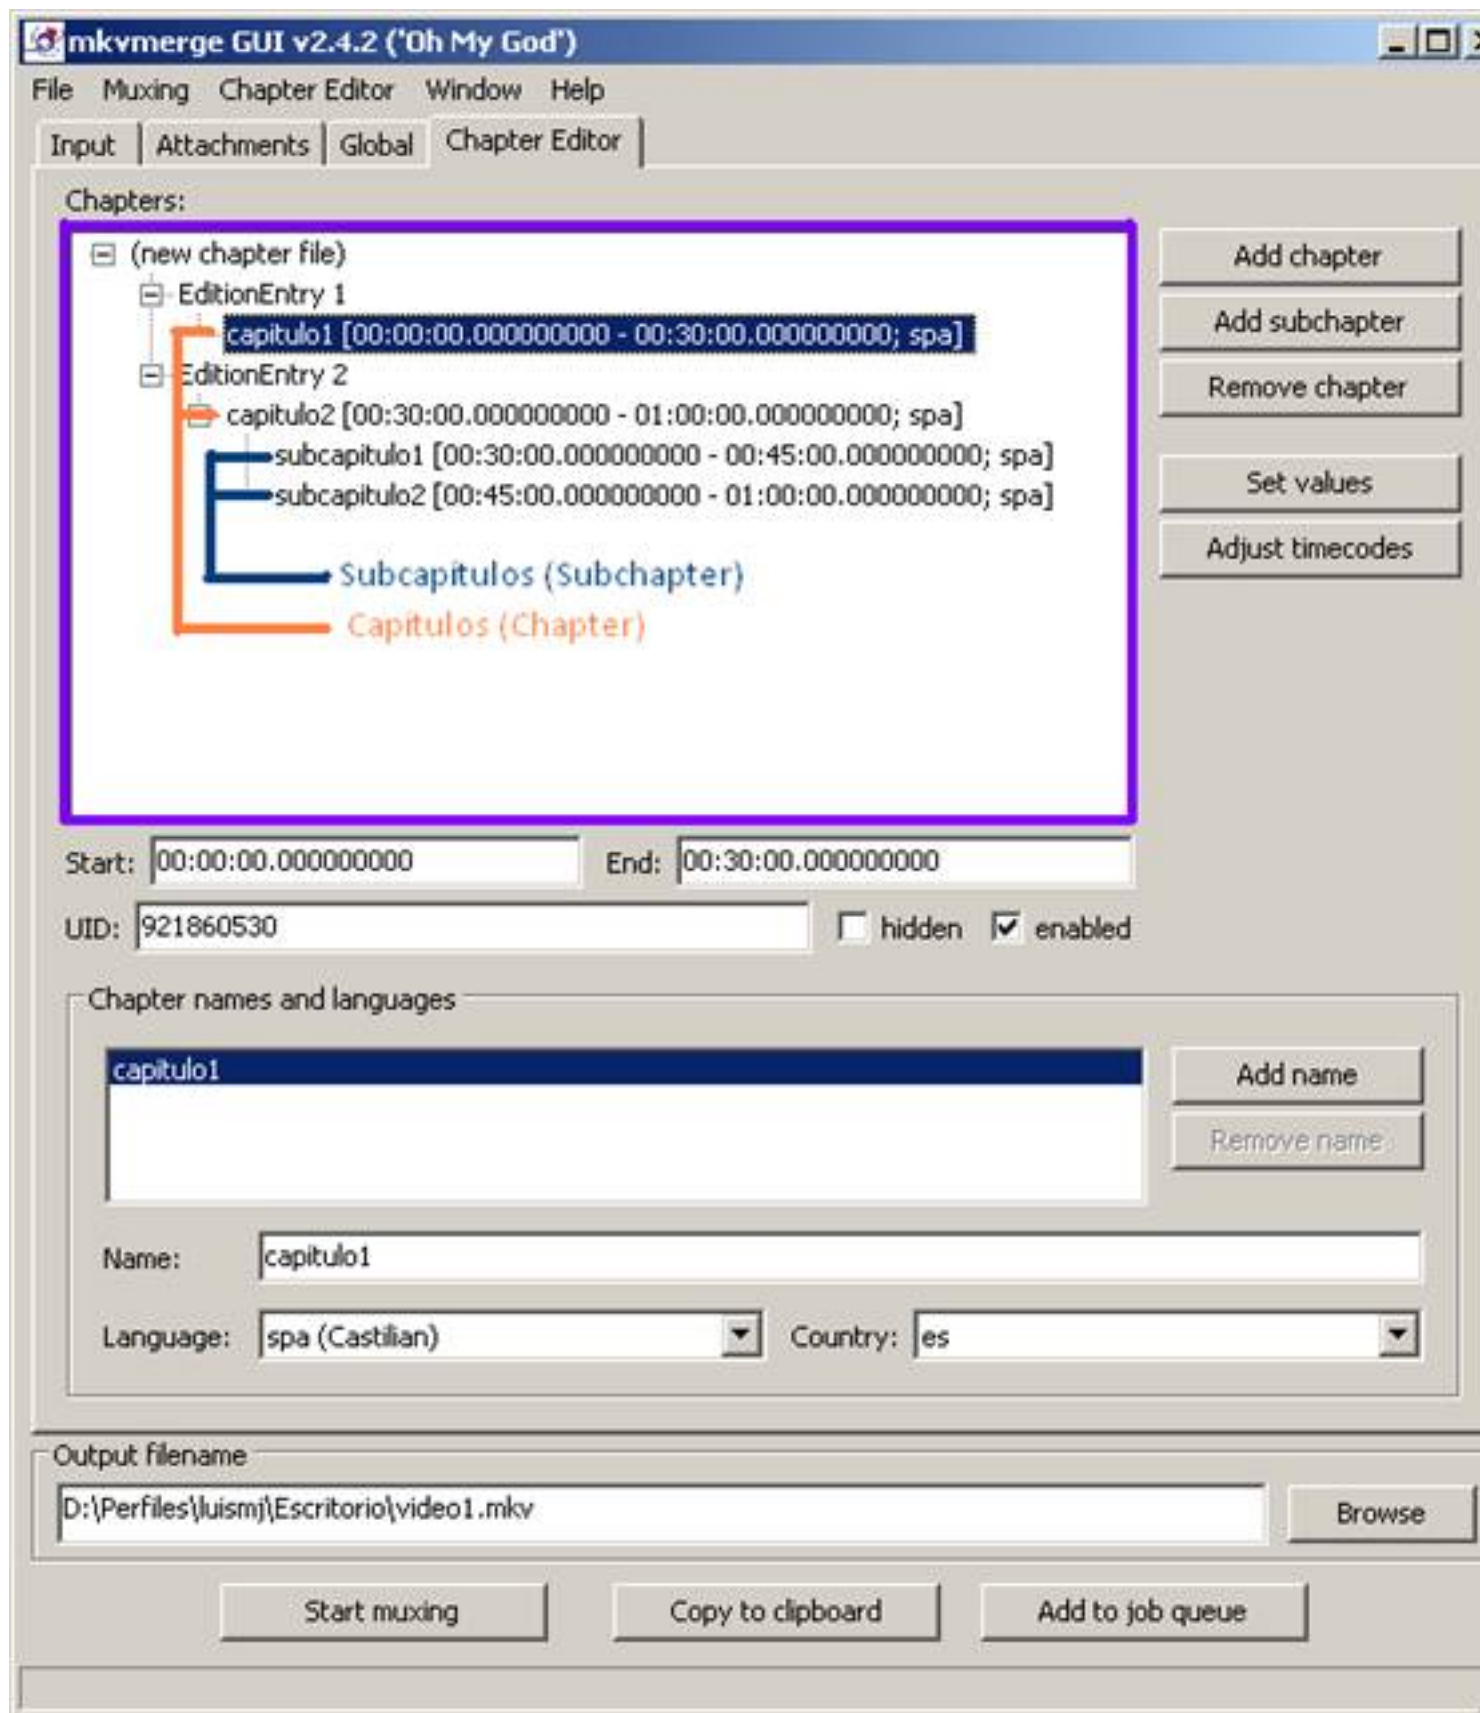 mkvmerge GUI v2.4.2 ('Oh My God')
File Muxing Chapter Editor Window Help
Input Attachments Global Chapter Editor
Chapters:
(new chapter file)
EditionEntry 1
capitulo1 [00:00:00.000000000 - 00:30:00.000000000; spa]
EditionEntry 2
capitulo2 [00:30:00.000000000 - 01:00:00.000000000; spa]
subcapitulo1 [00:30:00.000000000 - 00:45:00.000000000; spa]
subcapitulo2 [00:45:00.000000000 - 01:00:00.000000000; spa]
Subcapítulos (Subchapter)
Capítulos (Chapter)
Add chapter
Add subchapter
Remove chapter
Set values
Adjust timecodes
Start: 00:00:00.000000000 End: 00:30:00.000000000
UID: 921860530 hidden enabled
Chapter names and languages
capitulo1
Add name
Remove name
Name: capitulo1
Language: spa (Castilian) Country: es
Output filename
D:\Perfiles\luismj\Escritorio\video1.mkv Browse
Start muxing Copy to clipboard Add to job queue